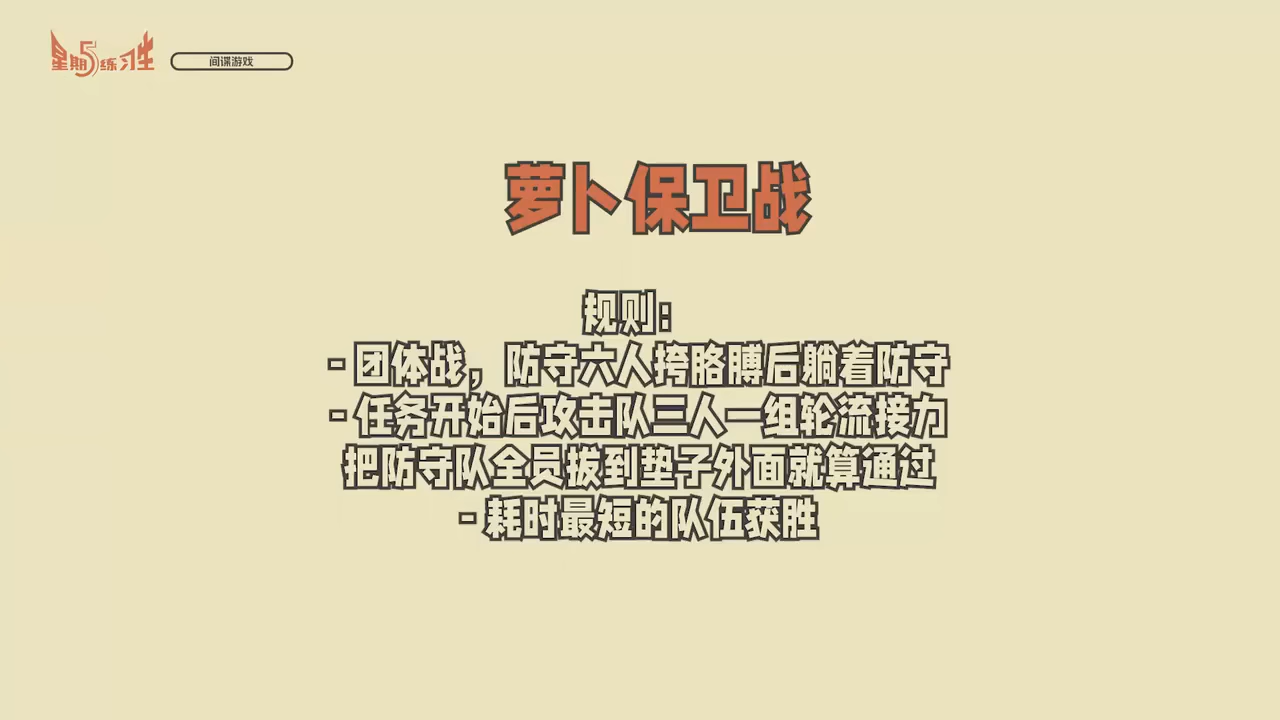 星期5练习生
间谍游戏
萝卜保卫战
规则：
- 团体战，防守六人挎胳膊后躺着防守
- 任务开始后攻击队三人一组轮流接力
把防守队全员拔到垫子外面就算通过
- 耗时最短的队伍获胜